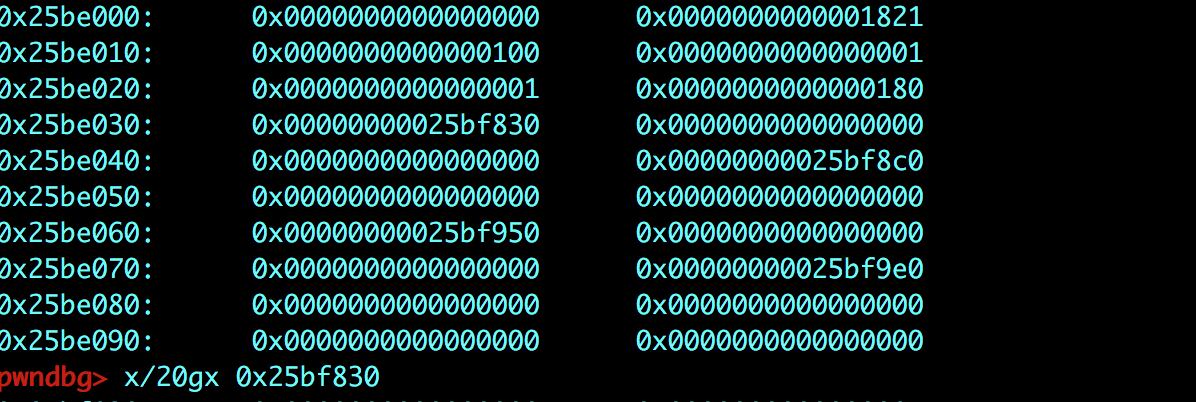 0x25be000: 0x0000000000000000 0x0000000000001821
0x25be010: 0x0000000000000100 0x0000000000000001
0x25be020: 0x0000000000000001 0x0000000000000180
0x25be030: 0x00000000025bf830 0x0000000000000000
0x25be040: 0x0000000000000000 0x00000000025bf8c0
0x25be050: 0x0000000000000000 0x0000000000000000
0x25be060: 0x00000000025bf950 0x0000000000000000
0x25be070: 0x0000000000000000 0x00000000025bf9e0
0x25be080: 0x0000000000000000 0x0000000000000000
0x25be090: 0x0000000000000000 0x0000000000000000
pwndbg> x/20gx 0x25bf830